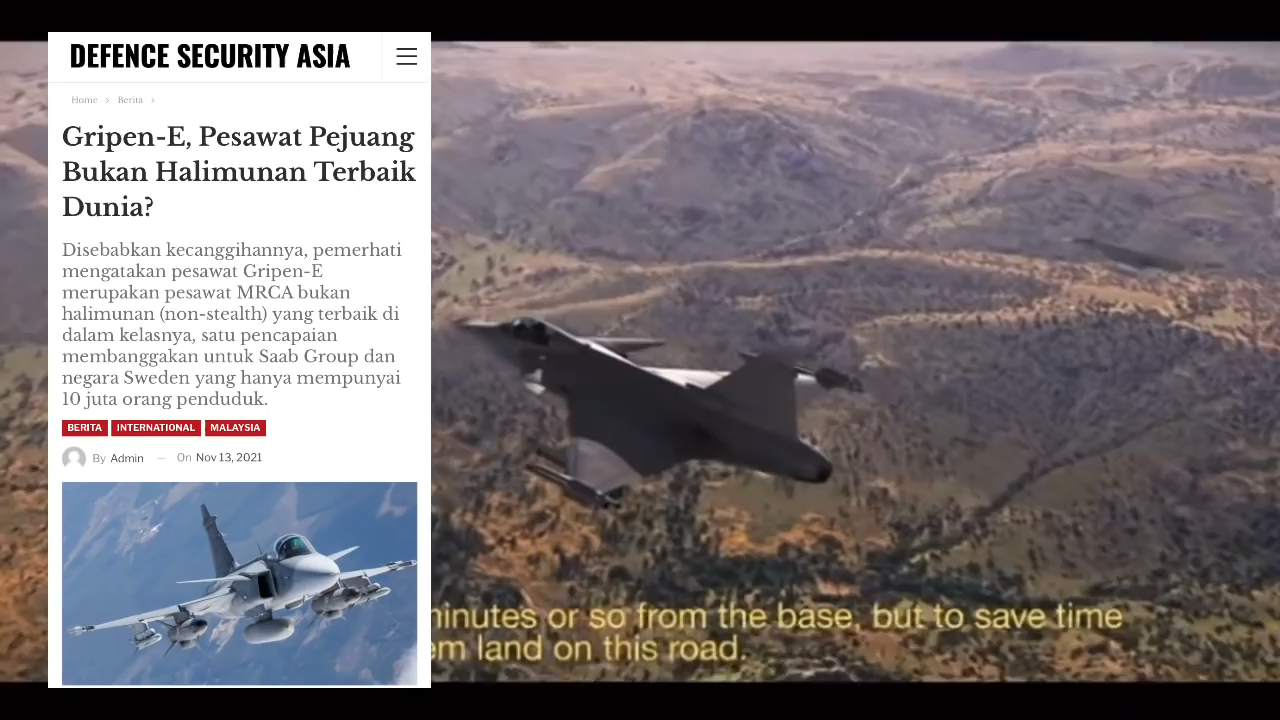 DEFENCE SECURITY ASIA
Home > Berita >
Gripen-E, Pesawat Pejuang
Bukan Halimunan Terbaik
Dunia?
Disebabkan kecanggihannya, pemerhati
mengatakan pesawat Gripen-E
merupakan pesawat MRCA bukan
halimunan (non-stealth) yang terbaik di
dalam kelasnya, satu pencapaian
membanggakan untuk Saab Group dan
negara Sweden yang hanya mempunyai
10 juta orang penduduk.
BERITA INTERNATIONAL MALAYSIA
By Admin — On Nov 13, 2021
or so from the base, but to save time
land on this road.